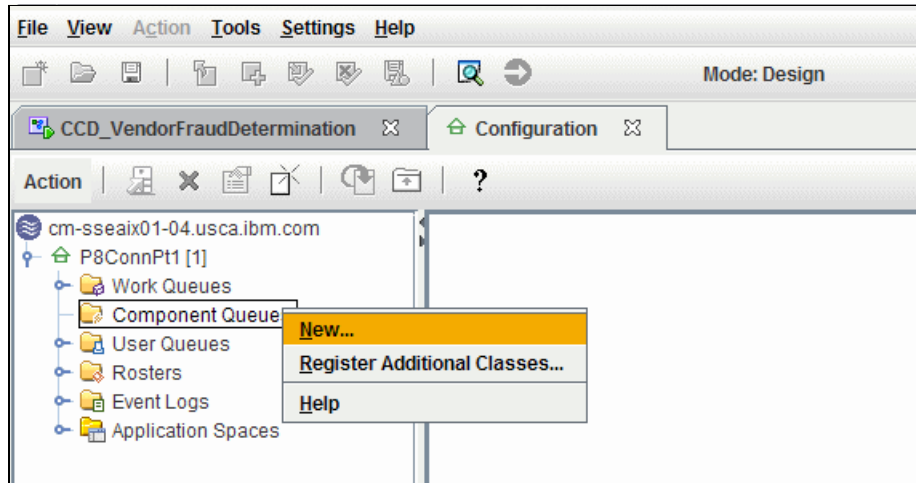 File View Action Tools Settings Help
Mode: Design
CCD_VendorFraudDetermination Configuration
Action ?
cm-sseaix01-04.usca.ibm.com
P8ConnPt1 [1]
Work Queues
Component Queue
New...
User Queues
Register Additional Classes...
Rosters
Event Logs
Help
Application Spaces